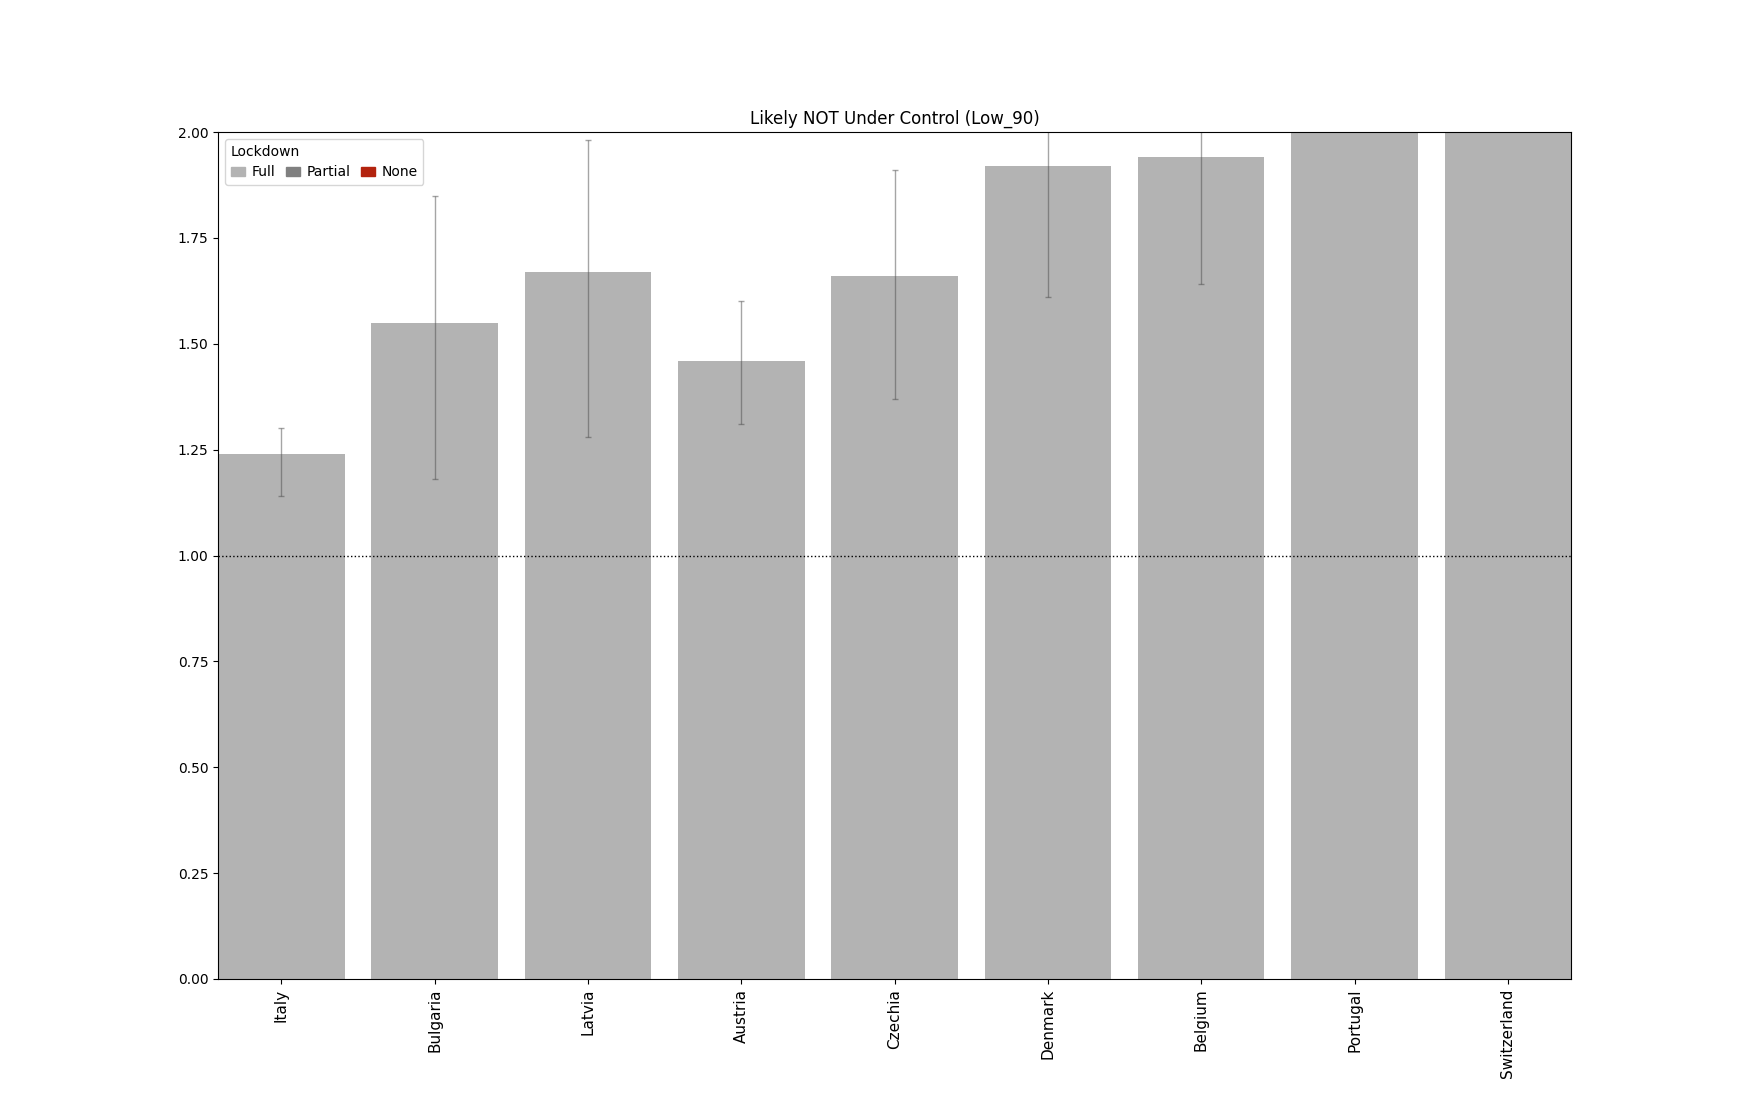 Likely NOT Under Control (Low_90)
Lockdown
Full Partial None
2.00
1.75
1.50
1.25
1.00
0.75
0.50
0.25
0.00
Italy
Bulgaria
Latvia
Austria
Czechia
Denmark
Belgium
Portugal
Switzerland